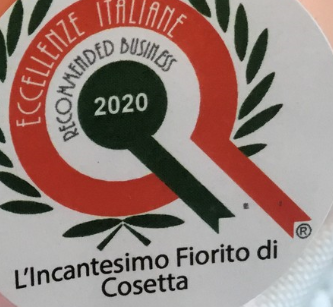 ECCELLENZE ITALIANE
RECOMMENDED BUSINESS
2020
®
L'Incantesimo Fiorito di
Cosetta